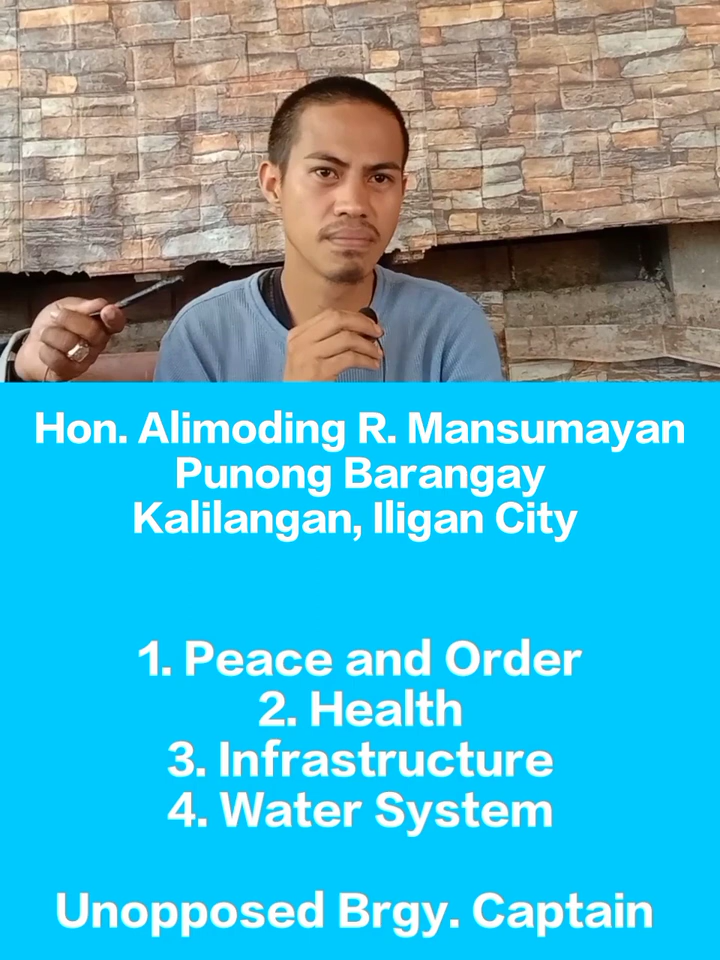 Hon. Alimoding R. Mansumayan
Punong Barangay
Kalilangan, Iligan City
1. Peace and Order
2. Health
3. Infrastructure
4. Water System
Unopposed Brgy. Captain